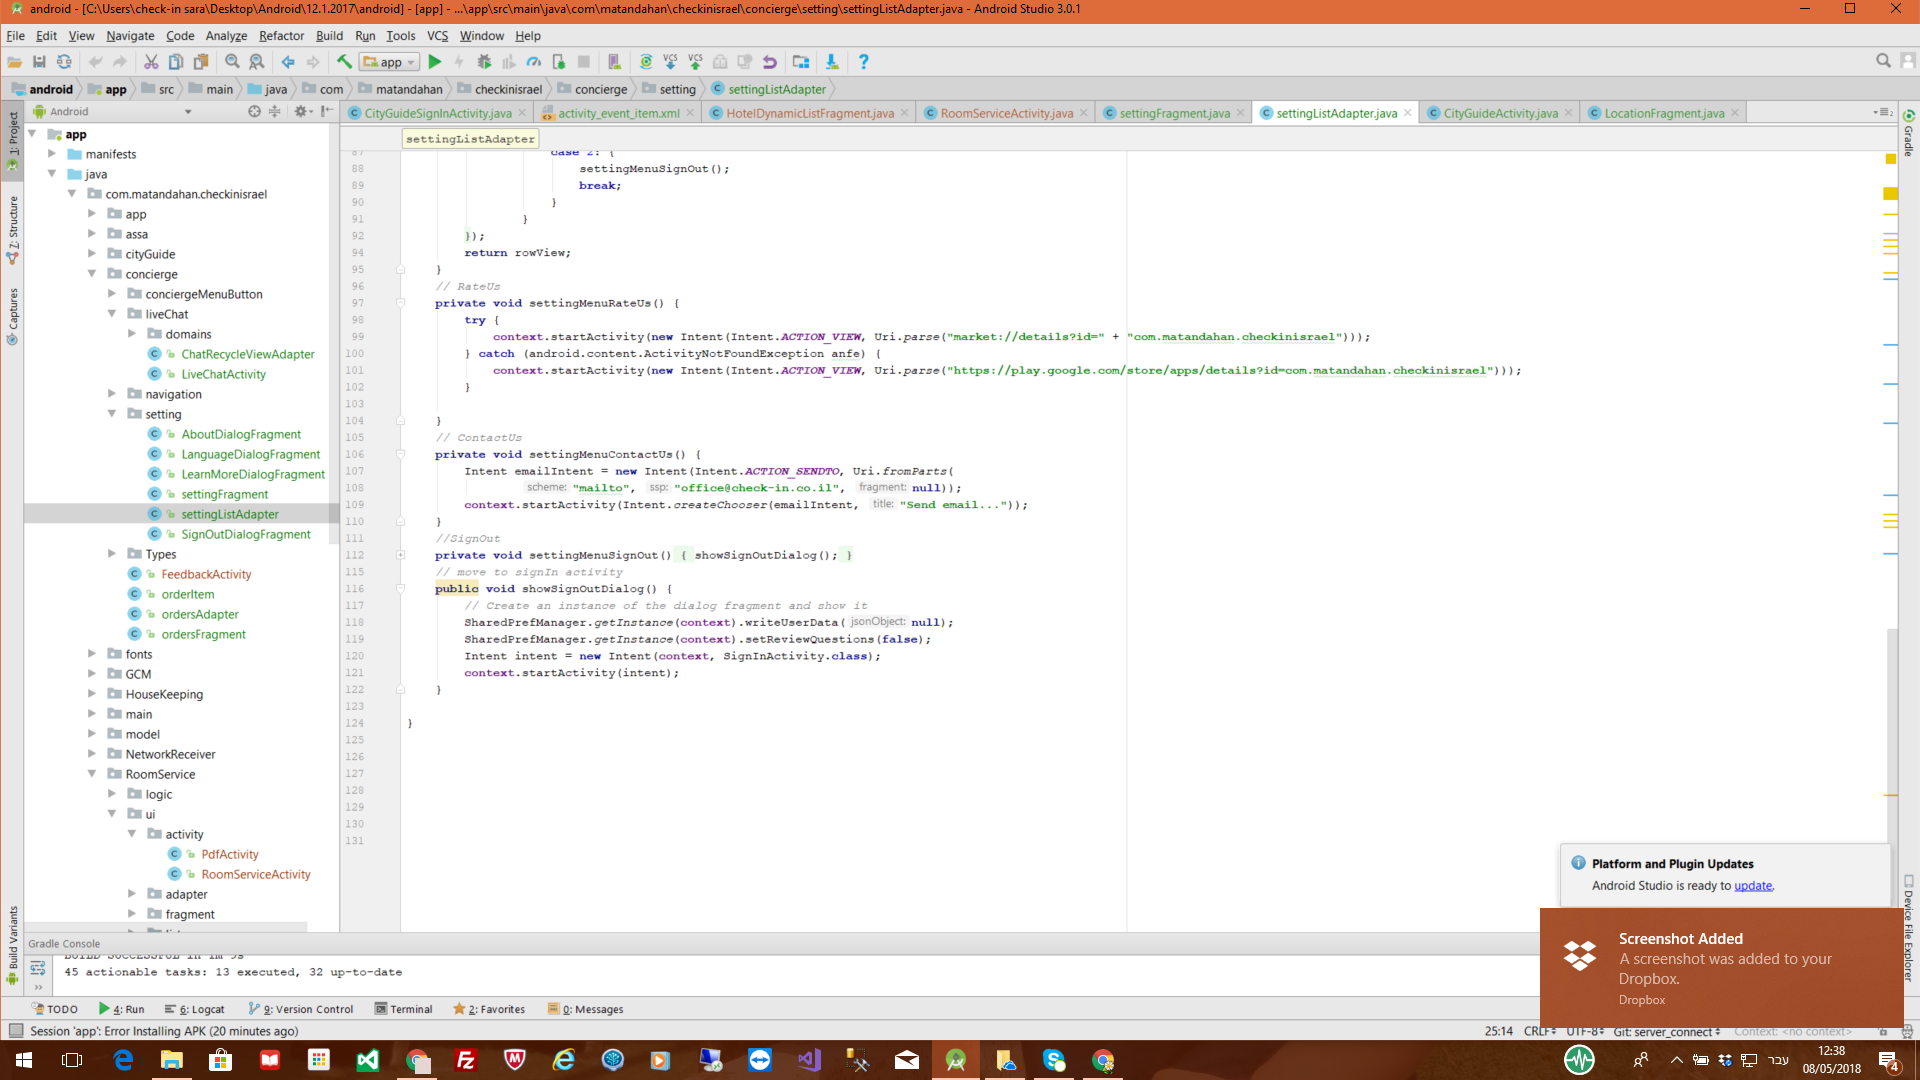 android - [C:\Users\check-in sara\Desktop\Android\12.1.2017\android] - [app] - ...\app\src\main\java\com\matandahan\checkinisrael\concierge\setting\settingListAdapter.java - Android Studio 3.0.1
File Edit View Navigate Code Analyze Refactor Build Run Tools VCS Window Help
app
android app src main java com matandahan checkinisrael concierge setting settingListAdapter
Android
CityGuideSignInActivity.java activity_event_item.xml HotelDynamicListFragment.java RoomServiceActivity.java settingFragment.java settingListAdapter.java CityGuideActivity.java LocationFragment.java
1: Project
7: Structure
Captures
Build Variants
app
manifests
java
com.matandahan.checkinisrael
app
assa
cityGuide
concierge
conciergeMenuButton
liveChat
domains
ChatRecycleViewAdapter
LiveChatActivity
navigation
setting
AboutDialogFragment
LanguageDialogFragment
LearnMoreDialogFragment
settingFragment
settingListAdapter
SignOutDialogFragment
Types
FeedbackActivity
orderItem
ordersAdapter
ordersFragment
fonts
GCM
HouseKeeping
main
model
NetworkReceiver
RoomService
logic
ui
activity
PdfActivity
RoomServiceActivity
adapter
fragment
settingListAdapter
87 case 2: {
88 settingMenuSignOut();
89 break;
90 }
91 }
92 });
94 return rowView;
95 }
96 // RateUs
97 private void settingMenuRateUs() {
98 try {
99 context.startActivity(new Intent(Intent.ACTION_VIEW, Uri.parse("market://details?id=" + "com.matandahan.checkinisrael")));
100 } catch (android.content.ActivityNotFoundException anfe) {
101 context.startActivity(new Intent(Intent.ACTION_VIEW, Uri.parse("https://play.google.com/store/apps/details?id=com.matandahan.checkinisrael")));
102 }
103
104 }
105 // ContactUs
106 private void settingMenuContactUs() {
107 Intent emailIntent = new Intent(Intent.ACTION_SENDTO, Uri.fromParts(
108 scheme: "mailto", ssp: "office@check-in.co.il", fragment: null));
109 context.startActivity(Intent.createChooser(emailIntent, title: "Send email..."));
110 }
111 //SignOut
112 private void settingMenuSignOut() { showSignOutDialog(); }
115 // move to signIn activity
116 public void showSignOutDialog() {
117 // Create an instance of the dialog fragment and show it
118 SharedPrefManager.getInstance(context).writeUserData( jsonObject: null);
119 SharedPrefManager.getInstance(context).setReviewQuestions(false);
120 Intent intent = new Intent(context, SignInActivity.class);
121 context.startActivity(intent);
122 }
123
124 }
125
126
127
128
129
130
131
Gradle
Device File Explorer
Platform and Plugin Updates
Android Studio is ready to update.
Screenshot Added
A screenshot was added to your
Dropbox.
Dropbox
Gradle Console
BUILD SUCCESSFUL in 1m 9s
45 actionable tasks: 13 executed, 32 up-to-date
TODO 4: Run 6: Logcat 9: Version Control Terminal 2: Favorites 0: Messages
Session 'app': Error Installing APK (20 minutes ago)
25:14 CRLF UTF-8 Git: server_connect Context: <no context>
עבר
12:38
08/05/2018
4